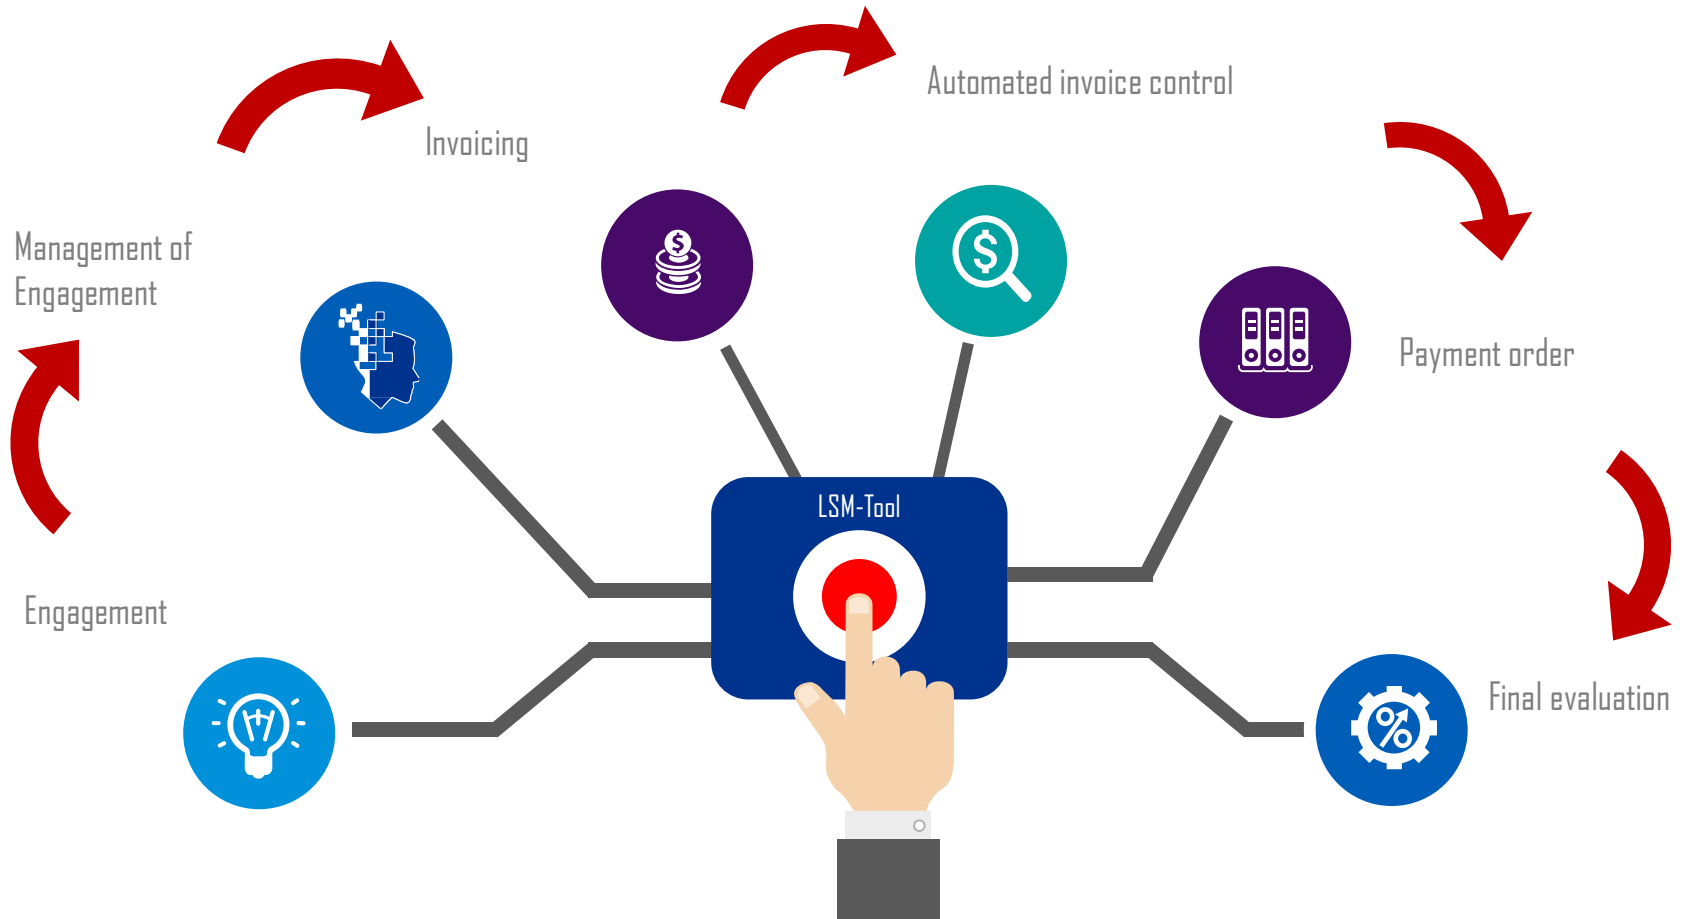 Automated invoice control
Invoicing
Management of
Engagement
Payment order
LSM-Tool
Engagement
Final evaluation
$
$